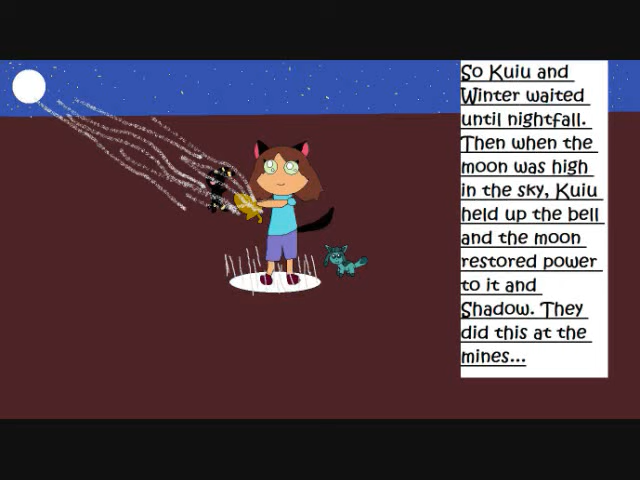 So Kuiu and
Winter waited
until nightfall.
Then when the
moon was high
in the sky, Kuiu
held up the bell
and the moon
restored power
to it and
Shadow. They
did this at the
mines...